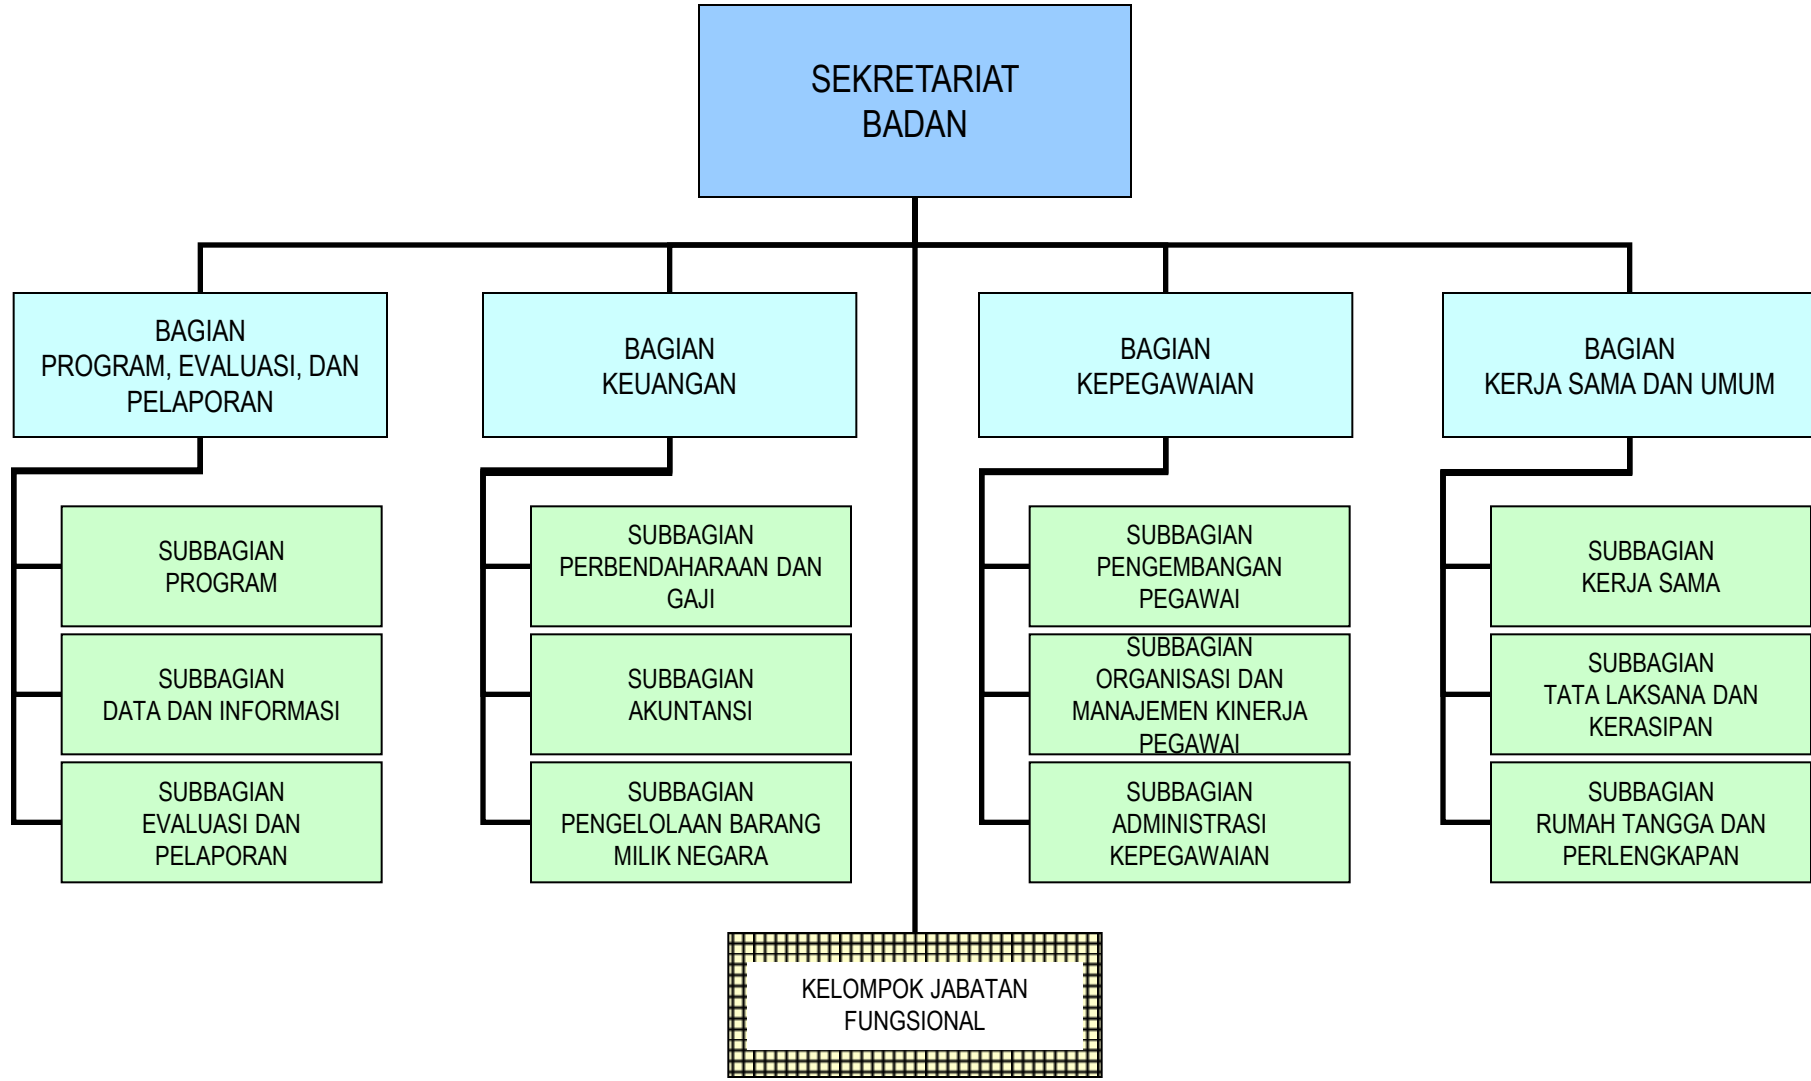 SEKRETARIAT
BADAN
BAGIAN
PROGRAM, EVALUASI, DAN
PELAPORAN
BAGIAN
KEUANGAN
BAGIAN
KEPEGAWAIAN
BAGIAN
KERJA SAMA DAN UMUM
SUBBAGIAN
PROGRAM
SUBBAGIAN
DATA DAN INFORMASI
SUBBAGIAN
EVALUASI DAN
PELAPORAN
SUBBAGIAN
PERBENDAHARAAN DAN
GAJI
SUBBAGIAN
AKUNTANSI
SUBBAGIAN
PENGELOLAAN BARANG
MILIK NEGARA
SUBBAGIAN
PENGEMBANGAN
PEGAWAI
SUBBAGIAN
ORGANISASI DAN
MANAJEMEN KINERJA
PEGAWAI
SUBBAGIAN
ADMINISTRASI
KEPEGAWAIAN
SUBBAGIAN
KERJA SAMA
SUBBAGIAN
TATA LAKSANA DAN
KERASIPAN
SUBBAGIAN
RUMAH TANGGA DAN
PERLENGKAPAN
KELOMPOK JABATAN
FUNGSIONAL